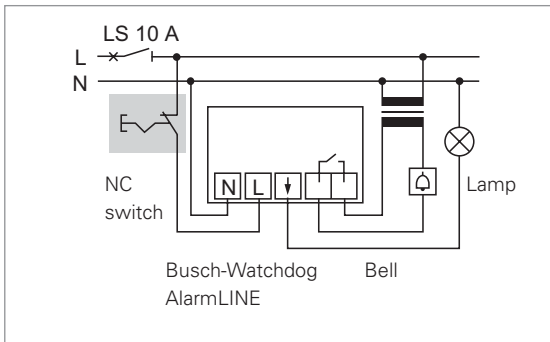 LS 10 A
L
N
NC
switch
N L
Lamp
Busch-Watchdog
AlarmLINE
Bell